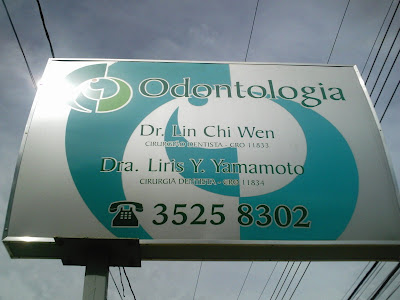 Odontologia
Dr. Lin Chi Wen
CIRURGIÃO DENTISTA - CRO 11833
Dra. Liris Y. Yamamoto
CIRURGIÃ DENTISTA - CRO 11834
3525 8302